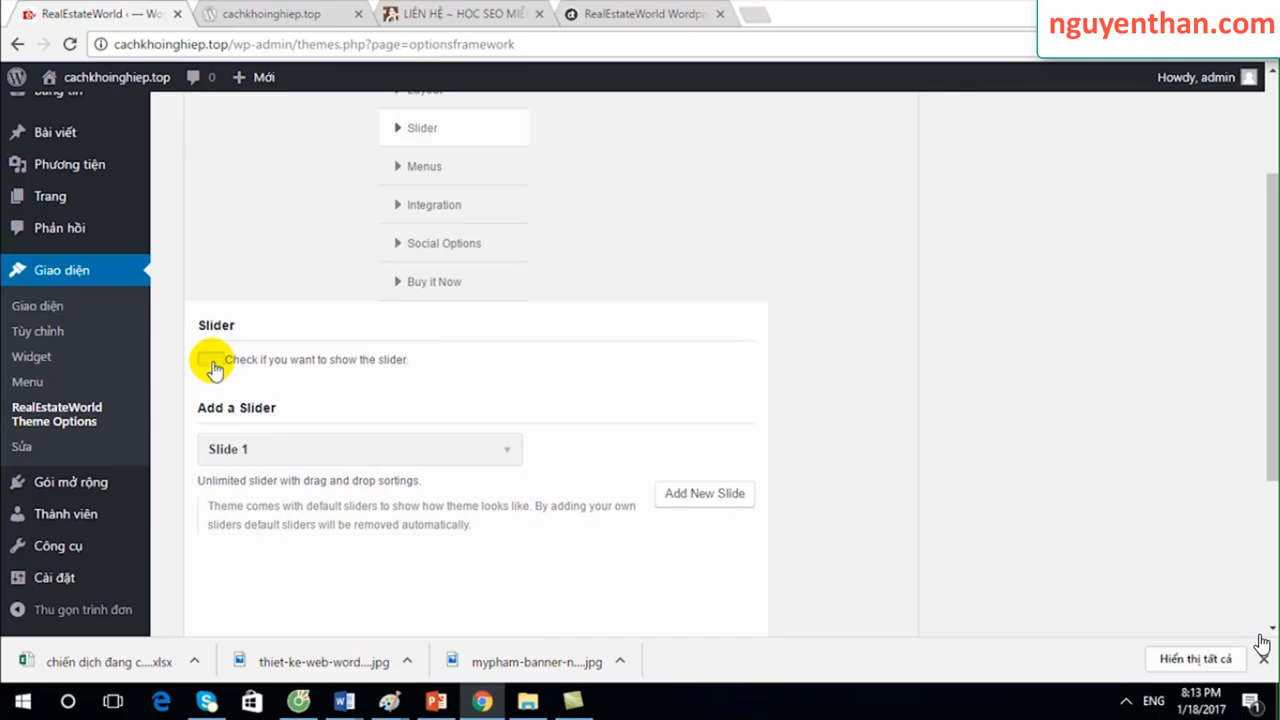 RealEstateWorld ‹ — Wo
cachkhoinghiep.top
LIÊN HỆ ~ HỌC SEO MIỄ
RealEstateWorld Wordpr
nguyenthan.com
cachkhoinghiep.top/wp-admin/themes.php?page=optionsframework
cachkhoinghiep.top
0
Mới
Howdy, admin
Bảng tin
Bài viết
Phương tiện
Trang
Phản hồi
Giao diện
Giao diện
Tùy chỉnh
Widget
Menu
RealEstateWorld
Theme Options
Sửa
Gói mở rộng
Thành viên
Công cụ
Cài đặt
Thu gọn trình đơn
Layout
Slider
Menus
Integration
Social Options
Buy it Now
Slider
Check if you want to show the slider.
Add a Slider
Slide 1
Unlimited slider with drag and drop sortings.
Theme comes with default sliders to show how theme looks like. By adding your own
sliders default sliders will be removed automatically.
Add New Slide
chiến dịch đang c....xlsx
thiet-ke-web-word....jpg
mypham-banner-n....jpg
Hiển thị tất cả
ENG
8:13 PM
1/18/2017